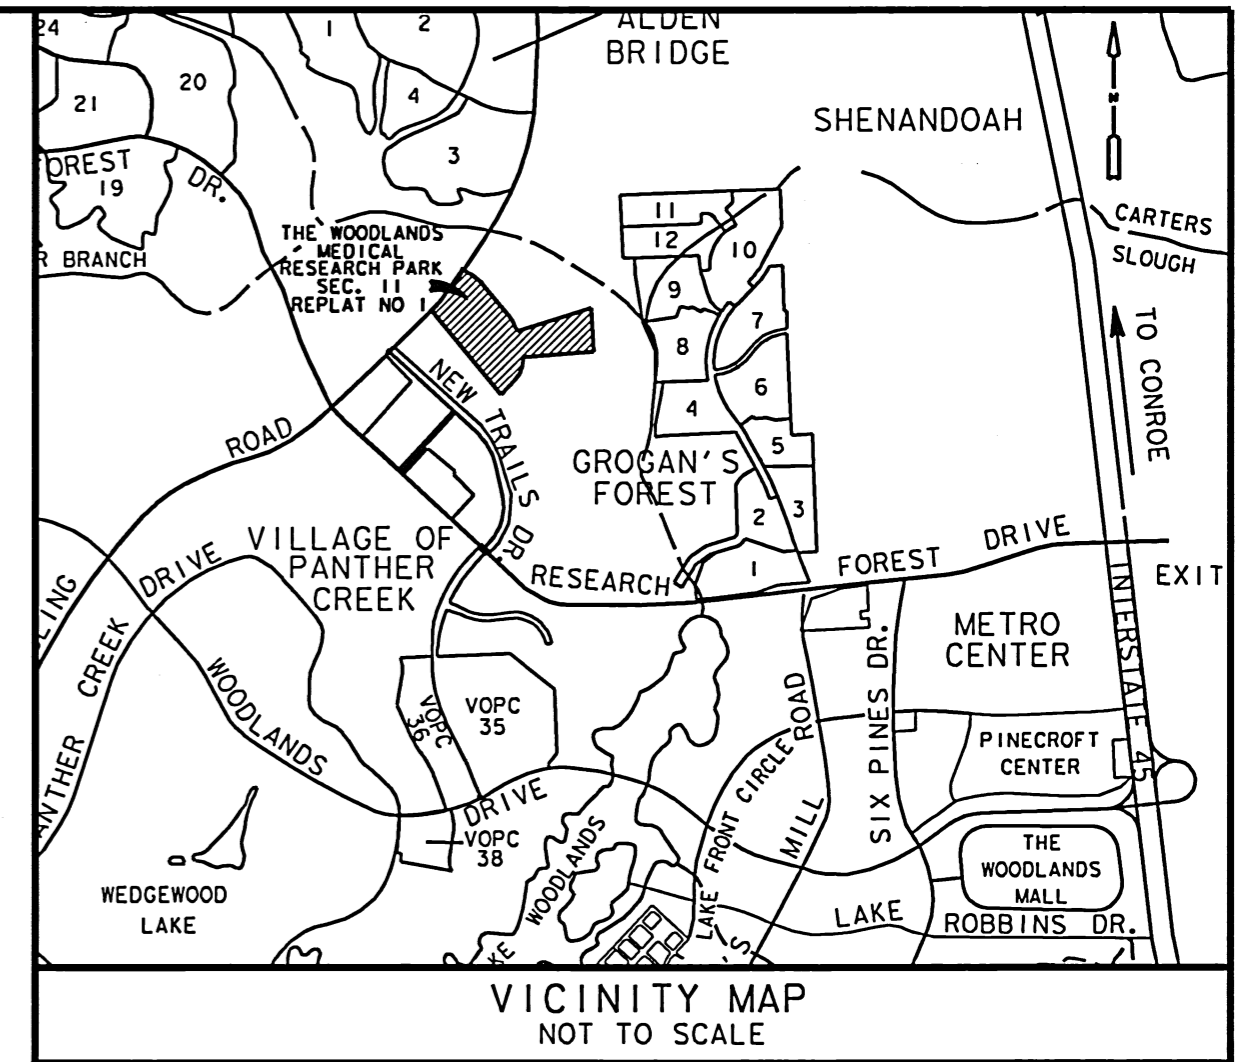 24
1
2
ALDEN
BRIDGE
20
21
4
3
SHENANDOAH
N
FOREST
DR.
19
R BRANCH
THE WOODLANDS
MEDICAL
RESEARCH PARK
SEC. 11
REPLAT NO 1
11
12
10
9
8
7
6
4
5
3
2
1
CARTERS
SLOUGH
TO CONROE
NEW TRAILS DR.
ROAD
GROGAN'S
FOREST
VILLAGE OF
PANTHER
CREEK
RESEARCH
FOREST
DRIVE
EXIT
INTERSTATE 45
LING
ANTHER CREEK DRIVE
WOODLANDS
DRIVE
VOPC
36
VOPC
35
VOPC
38
METRO
CENTER
SIX PINES DR.
PINECROFT
CENTER
LAKE FRONT CIRCLE
MILL
ROAD
THE
WOODLANDS
MALL
WEDGEWOOD
LAKE
KE WOODLANDS
LAKE
ROBBINS DR.
'S
VICINITY MAP
NOT TO SCALE